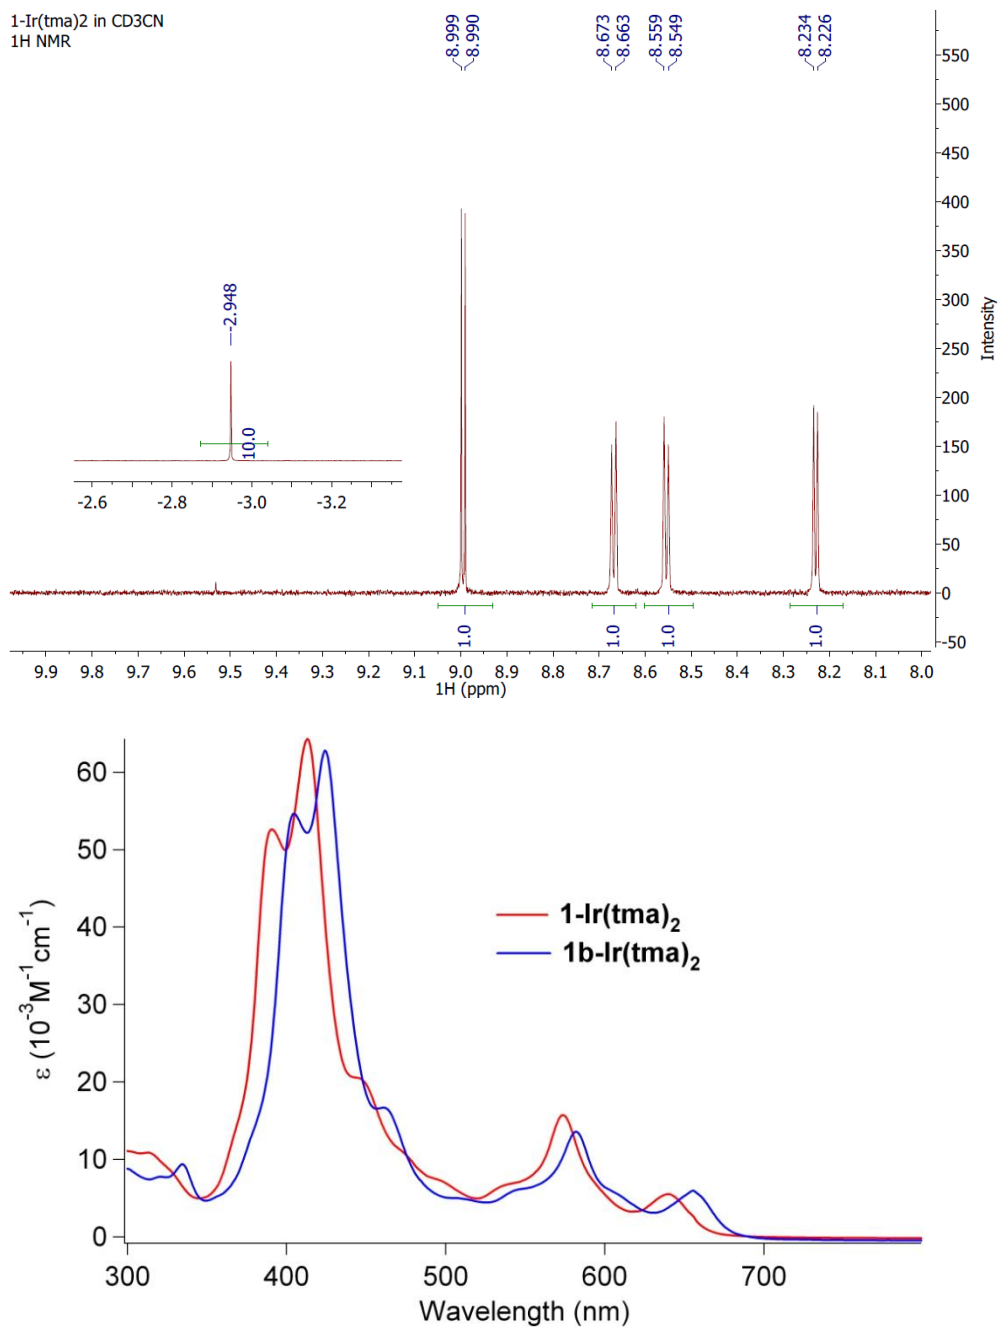 1-Ir(tma)2 in CD3CN
1H NMR
8.999
8.990
8.673
8.663
8.559
8.549
8.234
8.226
550
500
450
400
350
300
250
200
150
100
50
0
-50
Intensity
-2.948
10.0
-2.6 -2.8 -3.0 -3.2
1.0 1.0 1.0 1.0
9.9 9.8 9.7 9.6 9.5 9.4 9.3 9.2 9.1 9.0 8.9 8.8 8.7 8.6 8.5 8.4 8.3 8.2 8.1 8.0
1H (ppm)
60
50
40
30
20
10
0
ε (10⁻³M⁻¹cm⁻¹)
1-Ir(tma)₂
1b-Ir(tma)₂
300 400 500 600 700
Wavelength (nm)